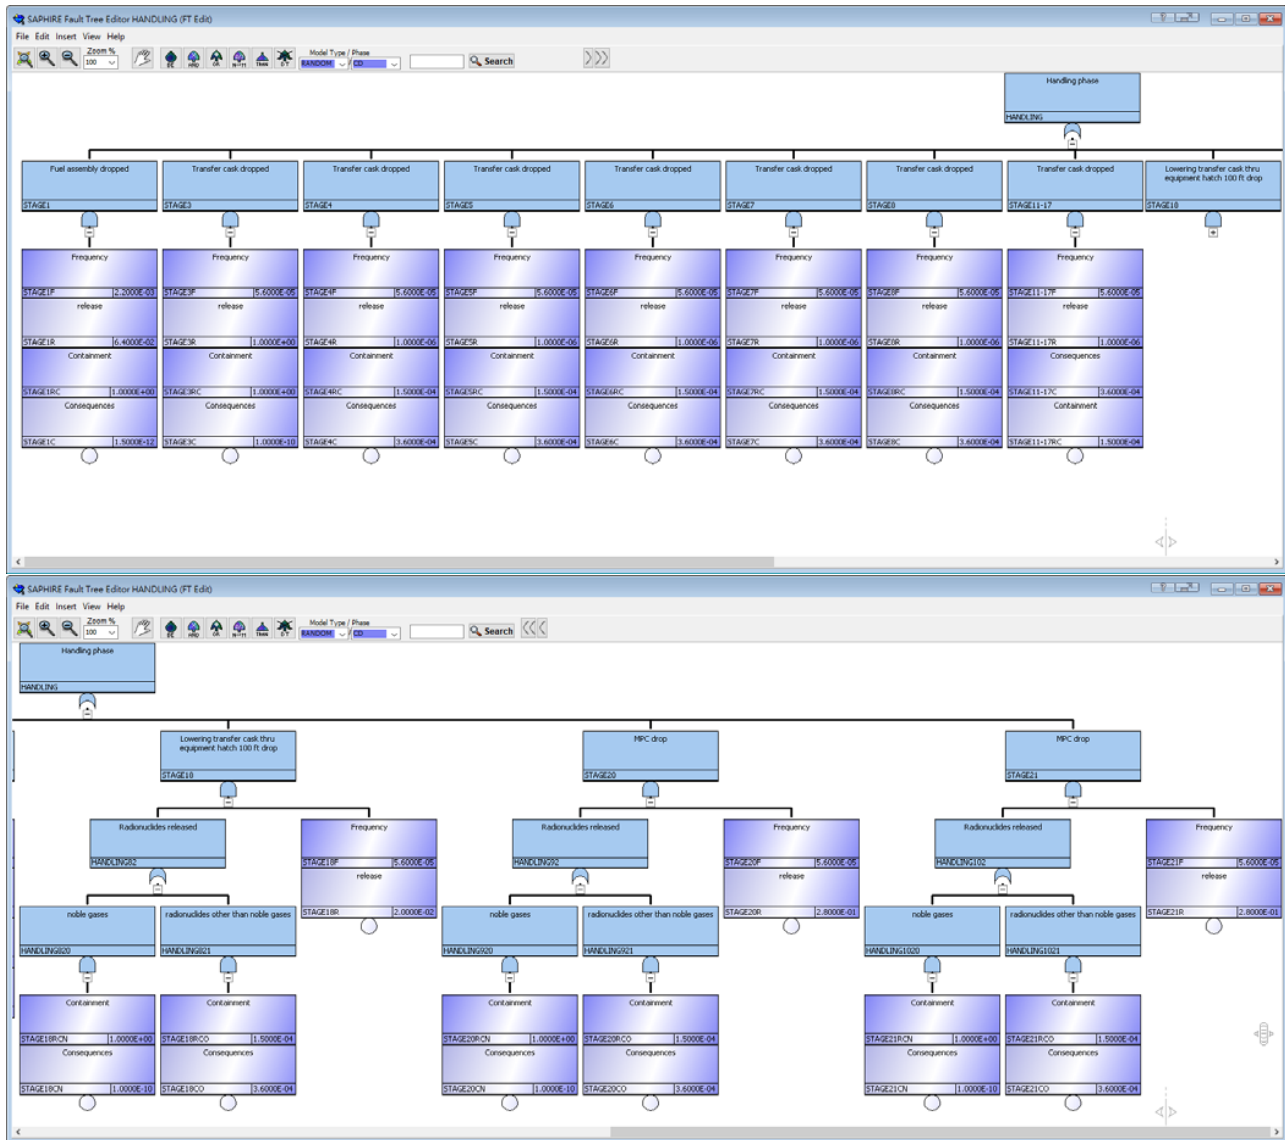 SAPHIRE Fault Tree Editor HANDLING (FT Edit)
File Edit Insert View Help
Zoom %
100
Model Type / Phase
RANDOM / CD
Search
Handling phase
HANDLING
Fuel assembly dropped
STAGE1
Transfer cask dropped
STAGE3
Transfer cask dropped
STAGE4
Transfer cask dropped
STAGE5
Transfer cask dropped
STAGE6
Transfer cask dropped
STAGE7
Transfer cask dropped
STAGE8
Transfer cask dropped
STAGE11-17
Lowering transfer cask thru
equipment hatch 100 ft drop
STAGE18
Frequency
STAGE1F 2.2000E-03
release
STAGE1R 6.4000E-02
Containment
STAGE1RC 1.0000E+00
Consequences
STAGE1C 1.5000E-12
Frequency
STAGE3F 5.6000E-05
release
STAGE3R 1.0000E+00
Containment
STAGE3RC 1.0000E+00
Consequences
STAGE3C 1.0000E-10
Frequency
STAGE4F 5.6000E-05
release
STAGE4R 1.0000E-06
Containment
STAGE4RC 1.5000E-04
Consequences
STAGE4C 3.6000E-04
Frequency
STAGE5F 5.6000E-05
release
STAGE5R 1.0000E-06
Containment
STAGE5RC 1.5000E-04
Consequences
STAGE5C 3.6000E-04
Frequency
STAGE6F 5.6000E-05
release
STAGE6R 1.0000E-06
Containment
STAGE6RC 1.5000E-04
Consequences
STAGE6C 3.6000E-04
Frequency
STAGE7F 5.6000E-05
release
STAGE7R 1.0000E-06
Containment
STAGE7RC 1.5000E-04
Consequences
STAGE7C 3.6000E-04
Frequency
STAGE8F 5.6000E-05
release
STAGE8R 1.0000E-06
Containment
STAGE8RC 1.5000E-04
Consequences
STAGE8C 3.6000E-04
Frequency
STAGE11-17F 5.6000E-05
release
STAGE11-17R 1.0000E-06
Consequences
STAGE11-17C 3.6000E-04
Containment
STAGE11-17RC 1.5000E-04
SAPHIRE Fault Tree Editor HANDLING (FT Edit)
File Edit Insert View Help
Zoom %
100
Model Type / Phase
RANDOM / CD
Search
Handling phase
HANDLING
Lowering transfer cask thru
equipment hatch 100 ft drop
STAGE18
MPC drop
STAGE20
MPC drop
STAGE21
Radionuclides released
HANDLING82
Frequency
STAGE18F 5.6000E-05
release
STAGE18R 2.0000E-02
Radionuclides released
HANDLING92
Frequency
STAGE20F 5.6000E-05
release
STAGE20R 2.8000E-01
Radionuclides released
HANDLING102
Frequency
STAGE21F 5.6000E-05
release
STAGE21R 2.8000E-01
noble gases
HANDLING820
radionuclides other than noble gases
HANDLING821
noble gases
HANDLING920
radionuclides other than noble gases
HANDLING921
noble gases
HANDLING1020
radionuclides other than noble gases
HANDLING1021
Containment
STAGE18RCN 1.0000E+00
Consequences
STAGE18CN 1.0000E-10
Containment
STAGE18RCO 1.5000E-04
Consequences
STAGE18CO 3.6000E-04
Containment
STAGE20RCN 1.0000E+00
Consequences
STAGE20CN 1.0000E-10
Containment
STAGE20RCO 1.5000E-04
Consequences
STAGE20CO 3.6000E-04
Containment
STAGE21RCN 1.0000E+00
Consequences
STAGE21CN 1.0000E-10
Containment
STAGE21RCO 1.5000E-04
Consequences
STAGE21CO 3.6000E-04